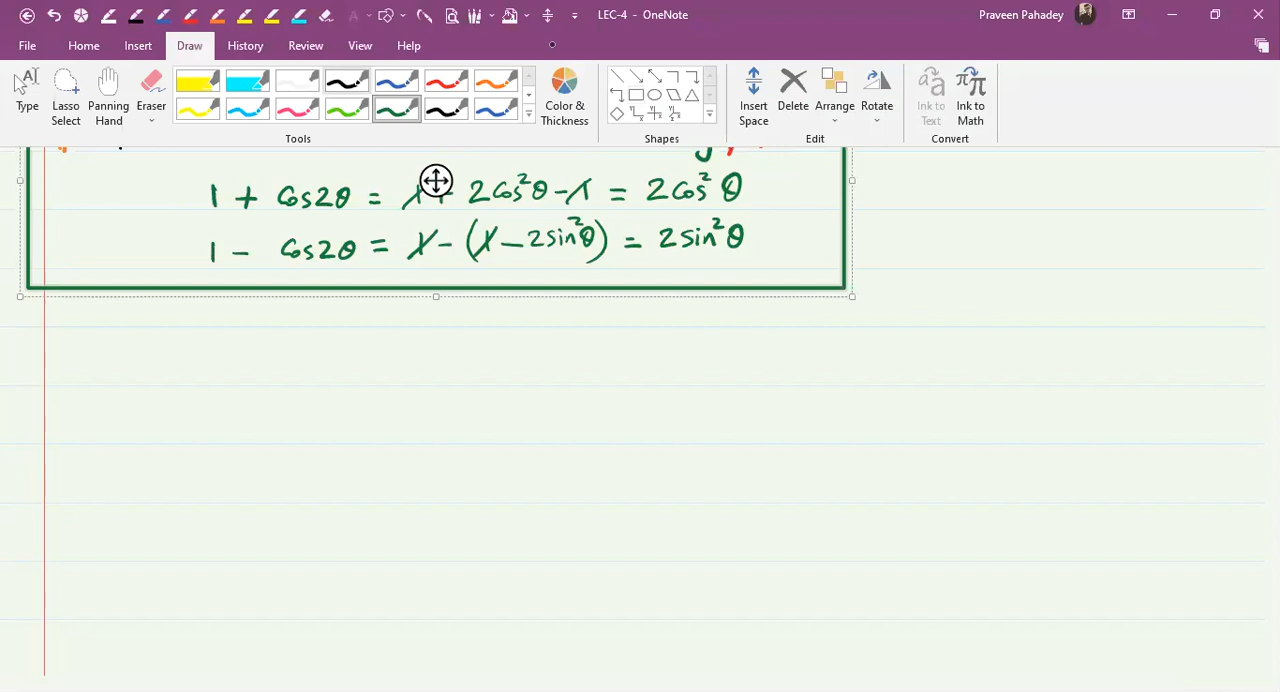 LEC-4 - OneNote
Praveen Pahadey
File Home Insert Draw History Review View Help
Type Lasso Select Panning Hand Eraser Color & Thickness Insert Space Delete Arrange Rotate Ink to Text Ink to Math
Tools Shapes Edit Convert
1 + Cos2θ = 1 + 2Cos²θ - 1 = 2Cos²θ
1 - Cos2θ = 1 - (1 - 2Sin²θ) = 2Sin²θ